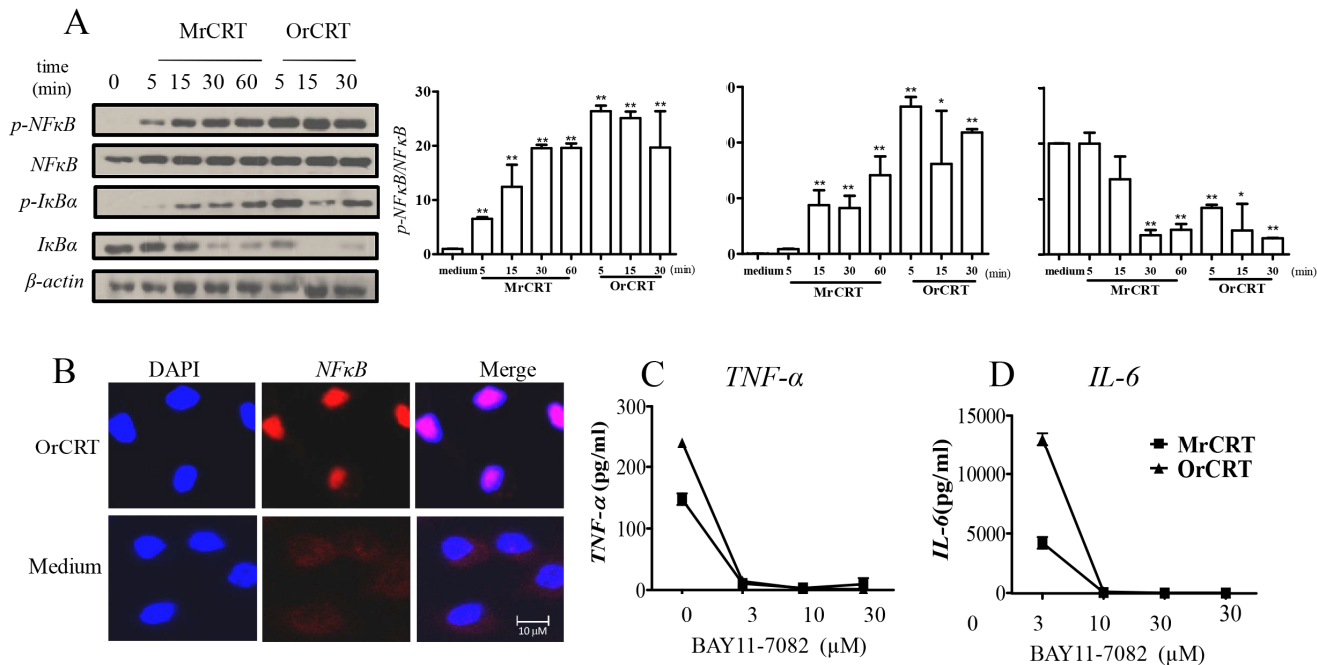 A
MrCRT OrCRT
time
(min)
0 5 15 30 60 5 15 30
p-NFκB
NFκB
p-IκBα
IκBα
β-actin
p-NFκB/NFκB
30
20
10
0
medium 5 15 30 60 5 15 30 (min)
MrCRT OrCRT
** ** ** ** ** ** **
0
0
0
0
medium 5 15 30 60 5 15 30 (min)
MrCRT OrCRT
** ** ** ** * **
medium 5 15 30 60 5 15 30 (min)
MrCRT OrCRT
** ** ** * **
B
DAPI NFκB Merge
OrCRT
Medium
10 μM
C TNF-α
TNF-α (pg/ml)
300
200
100
0
0 3 10 30
BAY11-7082 (μM)
D IL-6
IL-6(pg/ml)
15000
10000
5000
0
MrCRT
OrCRT
0 3 10 30 30
BAY11-7082 (μM)